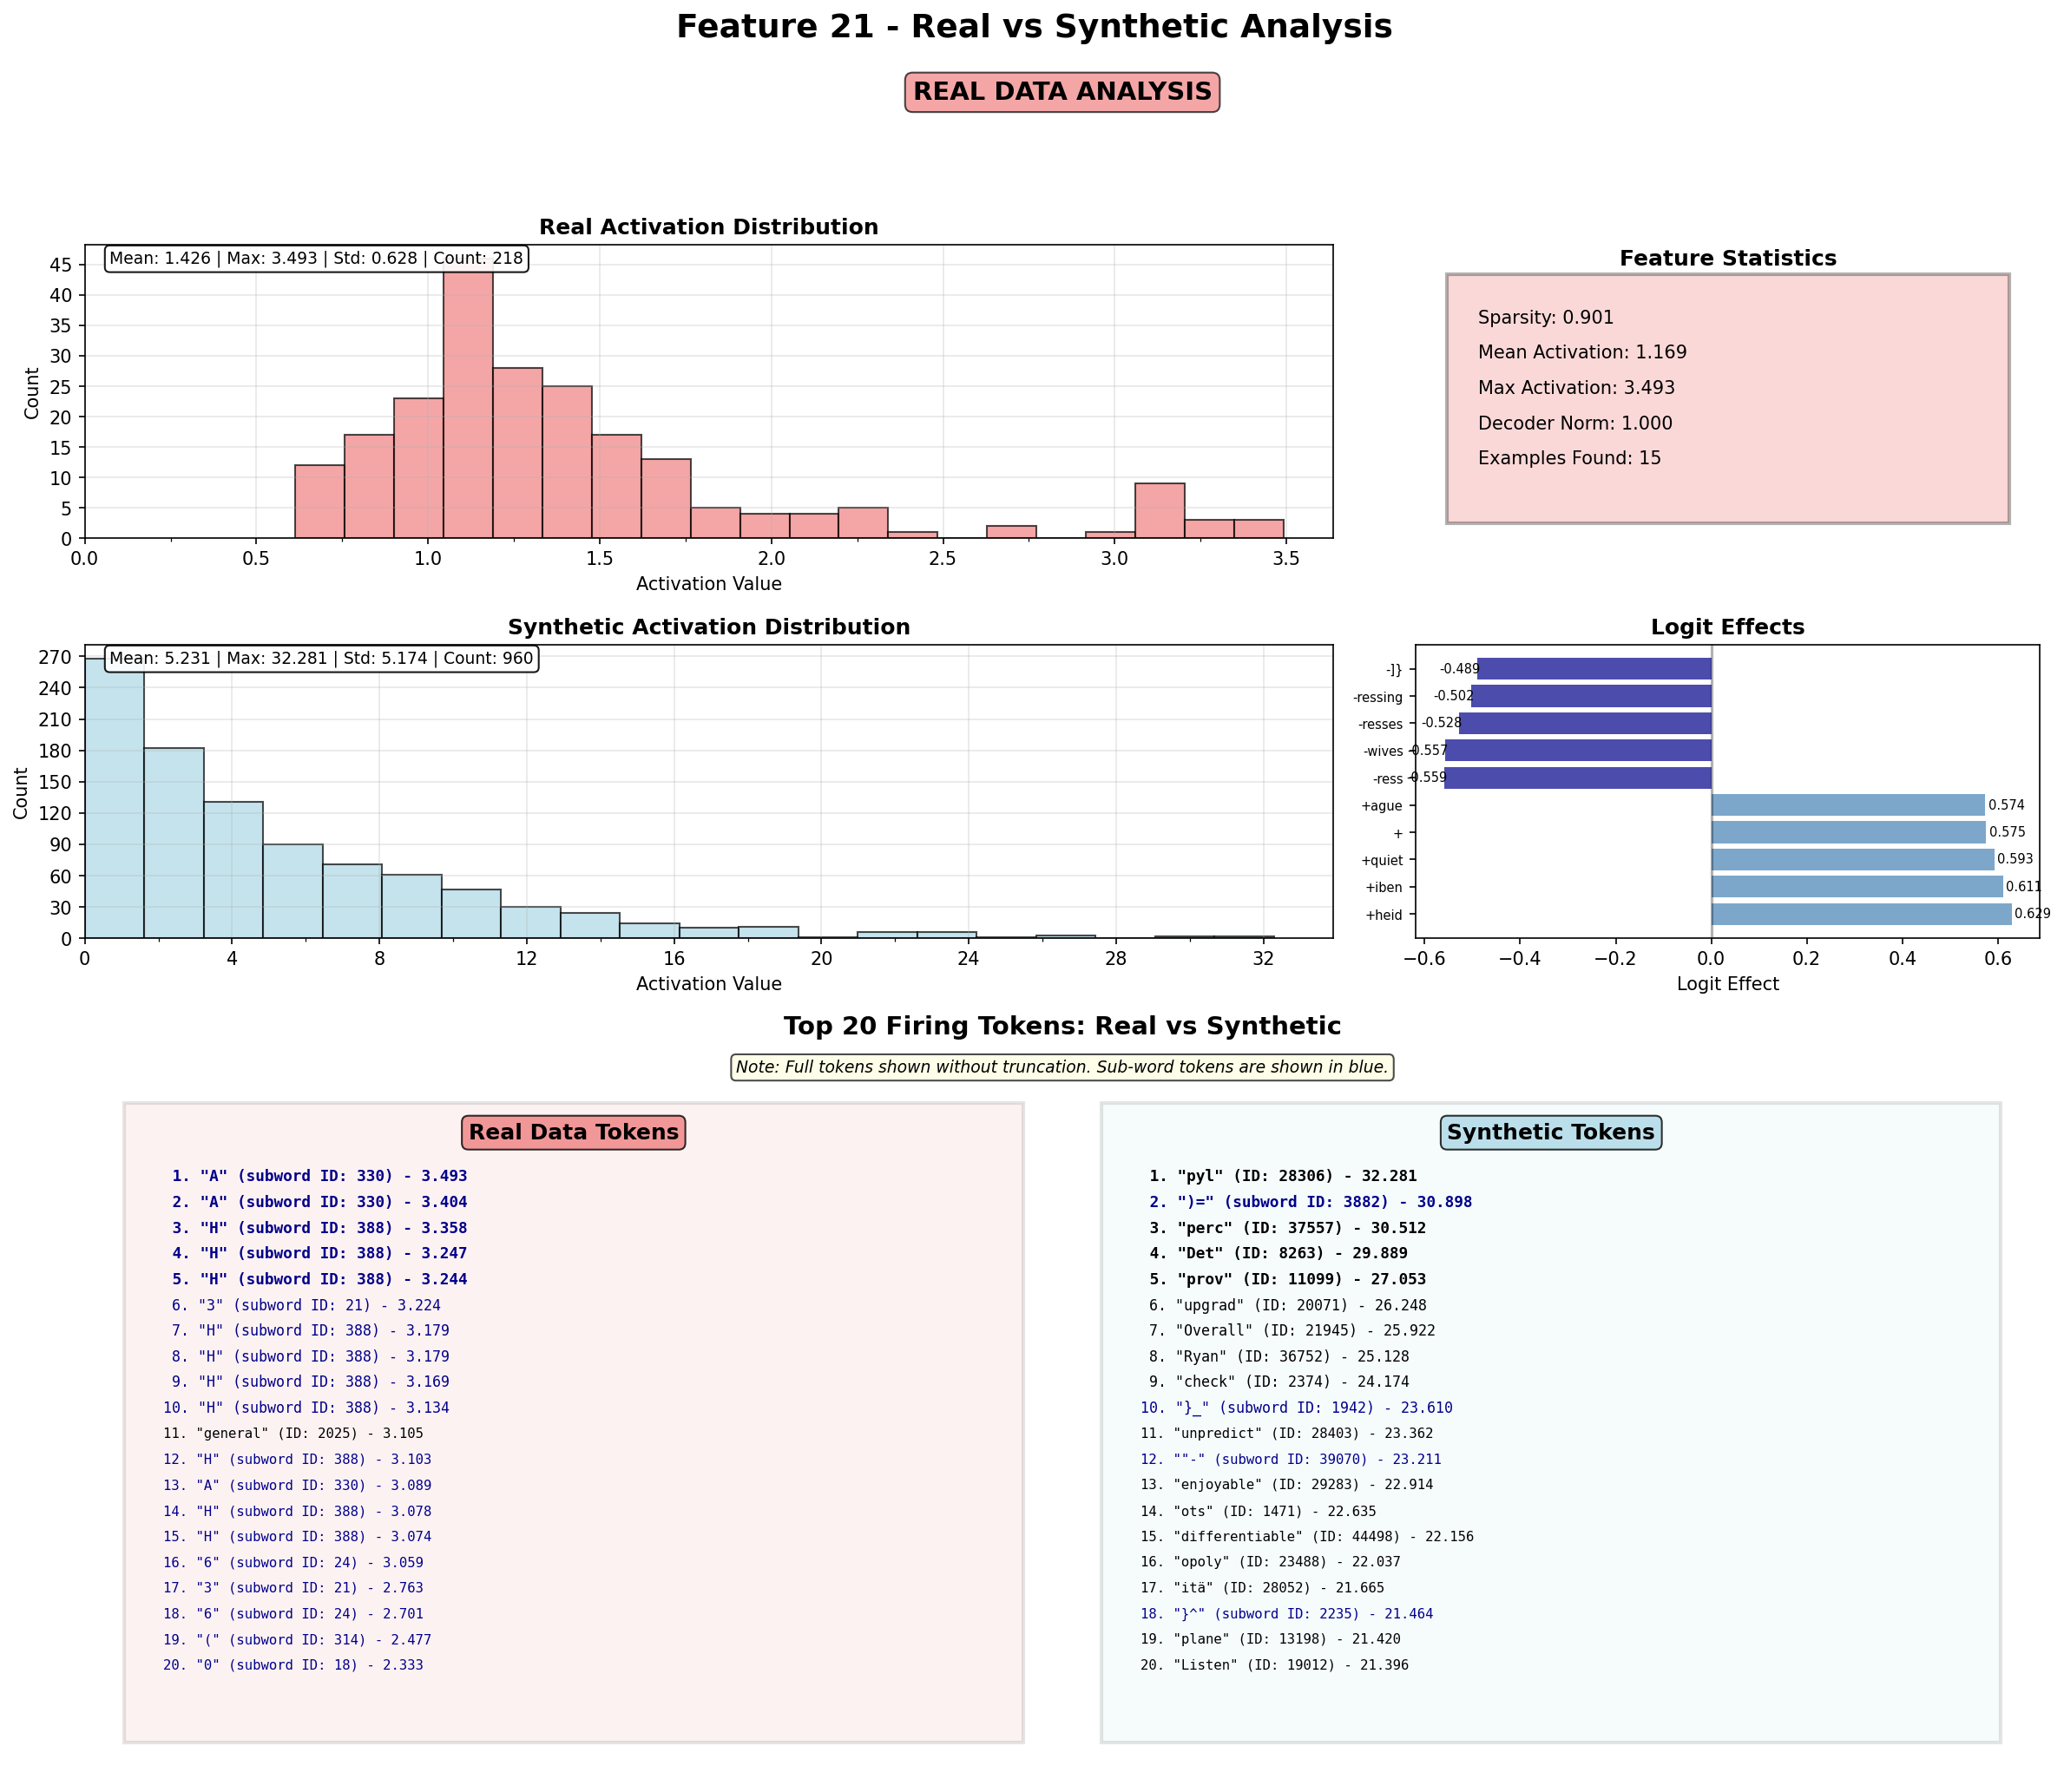 Feature 21 - Real vs Synthetic Analysis
REAL DATA ANALYSIS
Real Activation Distribution
Mean: 1.426 | Max: 3.493 | Std: 0.628 | Count: 218
45
40
35
30
25
20
15
10
5
0
Count
0.0 0.5 1.0 1.5 2.0 2.5 3.0 3.5
Activation Value
Feature Statistics
Sparsity: 0.901
Mean Activation: 1.169
Max Activation: 3.493
Decoder Norm: 1.000
Examples Found: 15
Synthetic Activation Distribution
Mean: 5.231 | Max: 32.281 | Std: 5.174 | Count: 960
270
240
210
180
150
120
90
60
30
0
Count
0 4 8 12 16 20 24 28 32
Activation Value
Logit Effects
-]} -0.489
-ressing -0.502
-resses -0.528
-wives -0.557
-ress -0.559
+ague 0.574
+ 0.575
+quiet 0.593
+iben 0.611
+heid 0.629
−0.6 −0.4 −0.2 0.0 0.2 0.4 0.6
Logit Effect
Top 20 Firing Tokens: Real vs Synthetic
Note: Full tokens shown without truncation. Sub-word tokens are shown in blue.
Real Data Tokens
1. "A" (subword ID: 330) - 3.493
2. "A" (subword ID: 330) - 3.404
3. "H" (subword ID: 388) - 3.358
4. "H" (subword ID: 388) - 3.247
5. "H" (subword ID: 388) - 3.244
6. "3" (subword ID: 21) - 3.224
7. "H" (subword ID: 388) - 3.179
8. "H" (subword ID: 388) - 3.179
9. "H" (subword ID: 388) - 3.169
10. "H" (subword ID: 388) - 3.134
11. "general" (ID: 2025) - 3.105
12. "H" (subword ID: 388) - 3.103
13. "A" (subword ID: 330) - 3.089
14. "H" (subword ID: 388) - 3.078
15. "H" (subword ID: 388) - 3.074
16. "6" (subword ID: 24) - 3.059
17. "3" (subword ID: 21) - 2.763
18. "6" (subword ID: 24) - 2.701
19. "(" (subword ID: 314) - 2.477
20. "0" (subword ID: 18) - 2.333
Synthetic Tokens
1. "pyl" (ID: 28306) - 32.281
2. ")=" (subword ID: 3882) - 30.898
3. "perc" (ID: 37557) - 30.512
4. "Det" (ID: 8263) - 29.889
5. "prov" (ID: 11099) - 27.053
6. "upgrad" (ID: 20071) - 26.248
7. "Overall" (ID: 21945) - 25.922
8. "Ryan" (ID: 36752) - 25.128
9. "check" (ID: 2374) - 24.174
10. "}_" (subword ID: 1942) - 23.610
11. "unpredict" (ID: 28403) - 23.362
12. ""-" (subword ID: 39070) - 23.211
13. "enjoyable" (ID: 29283) - 22.914
14. "ots" (ID: 1471) - 22.635
15. "differentiable" (ID: 44498) - 22.156
16. "opoly" (ID: 23488) - 22.037
17. "itä" (ID: 28052) - 21.665
18. "}^" (subword ID: 2235) - 21.464
19. "plane" (ID: 13198) - 21.420
20. "Listen" (ID: 19012) - 21.396